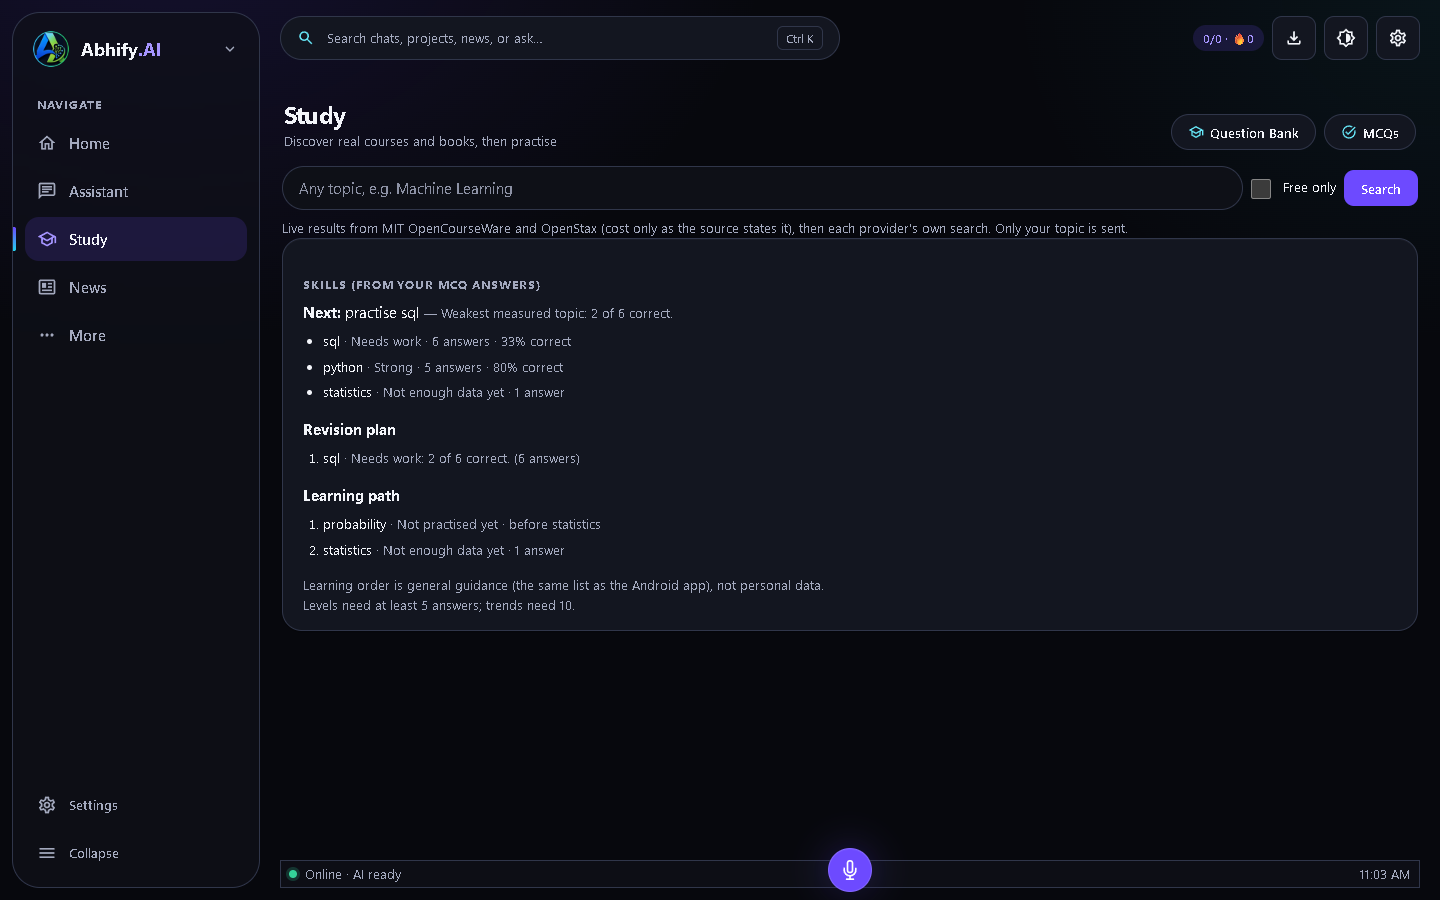 Abhify.AI
NAVIGATE
Home
Assistant
Study
News
More
Settings
Collapse
Search chats, projects, news, or ask...
Ctrl K
0/0 · 🔥 0
Study
Discover real courses and books, then practise
Question Bank
MCQs
Any topic, e.g. Machine Learning
Free only
Search
Live results from MIT OpenCourseWare and OpenStax (cost only as the source states it), then each provider's own search. Only your topic is sent.
SKILLS (FROM YOUR MCQ ANSWERS)
Next: practise sql — Weakest measured topic: 2 of 6 correct.
• sql · Needs work · 6 answers · 33% correct
• python · Strong · 5 answers · 80% correct
• statistics · Not enough data yet · 1 answer
Revision plan
1. sql · Needs work: 2 of 6 correct. (6 answers)
Learning path
1. probability · Not practised yet · before statistics
2. statistics · Not enough data yet · 1 answer
Learning order is general guidance (the same list as the Android app), not personal data.
Levels need at least 5 answers; trends need 10.
Online · AI ready
11:03 AM